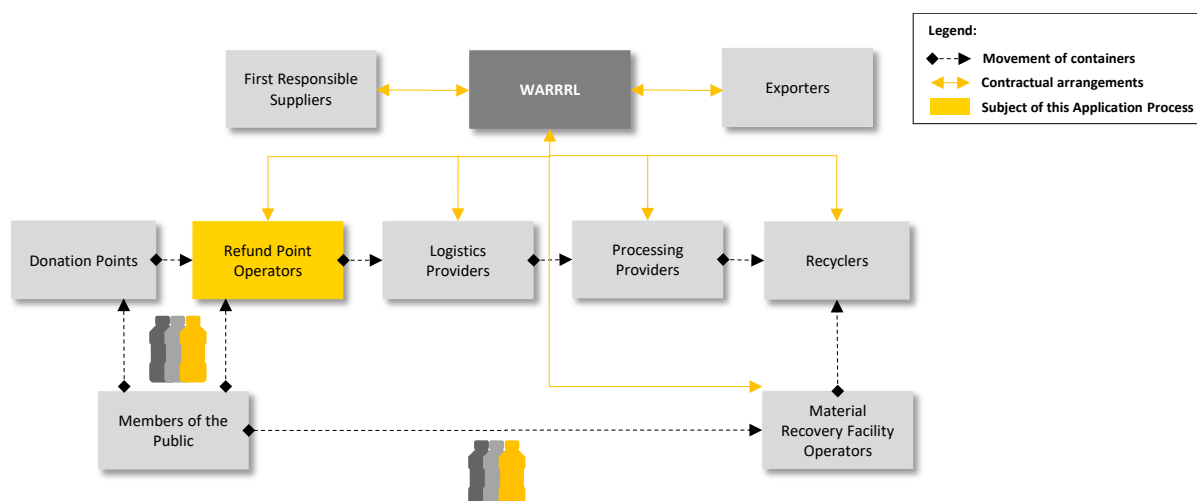 Legend:
Movement of containers
Contractual arrangements
Subject of this Application Process
First Responsible
Suppliers
WARRRL
Exporters
Donation Points
Refund Point
Operators
Logistics
Providers
Processing
Providers
Recyclers
Members of the
Public
Material
Recovery Facility
Operators